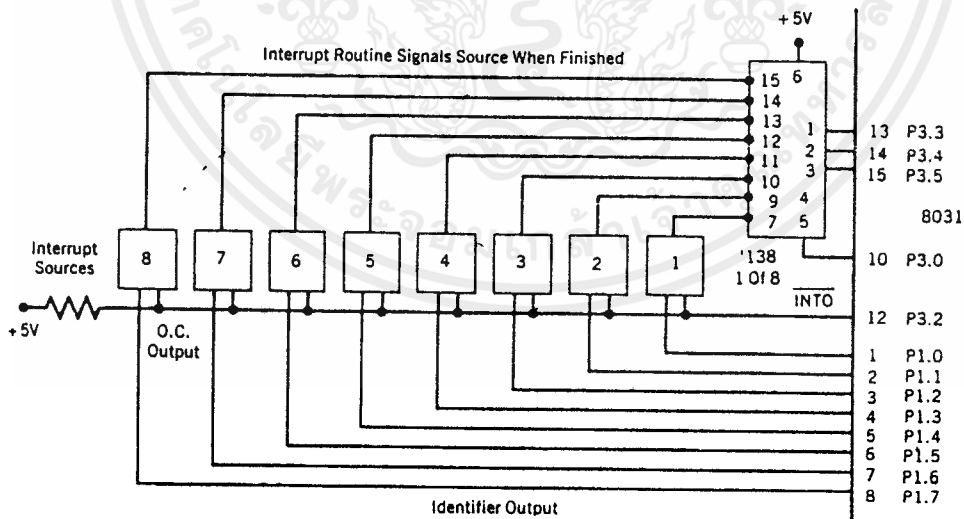 + 5V
Interrupt Routine Signals Source When Finished
15 6
14
13
1 13 P3.3
12
2 14 P3.4
11
3 15 P3.5
10
9 4
7 5
8031
Interrupt
Sources
8 7 6 5 4 3 2 1
'138
1 Of 8
10 P3.0
INTO
+ 5V
O.C.
Output
12 P3.2
1 P1.0
2 P1.1
3 P1.2
4 P1.3
5 P1.4
6 P1.5
7 P1.6
8 P1.7
Identifier Output